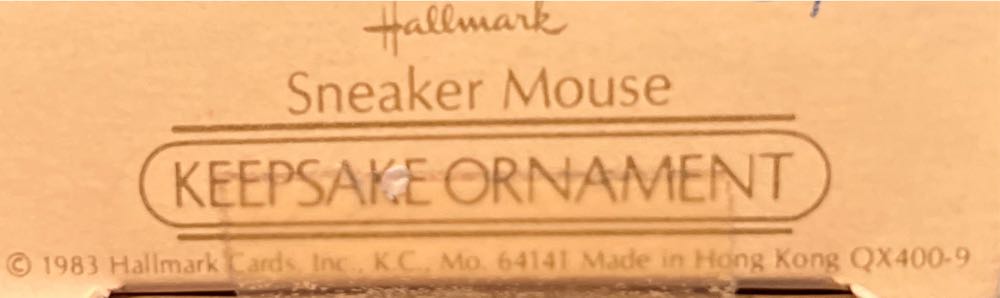 Hallmark
Sneaker Mouse
KEEPSAKE ORNAMENT
© 1983 Hallmark Cards, Inc., K.C., Mo. 64141 Made in Hong Kong QX400-9